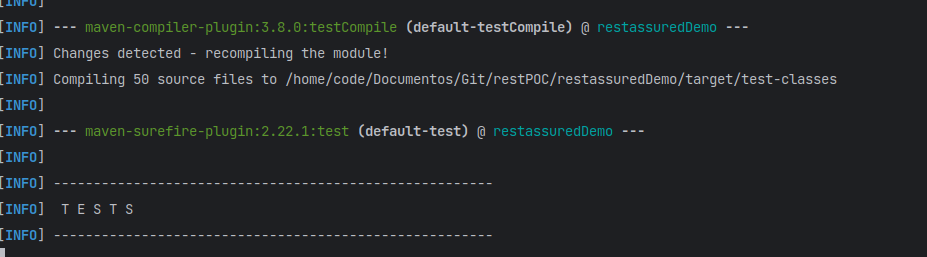 [INFO]
[INFO] --- maven-compiler-plugin:3.8.0:testCompile (default-testCompile) @ restassuredDemo ---
[INFO] Changes detected - recompiling the module!
[INFO] Compiling 50 source files to /home/code/Documentos/Git/restPOC/restassuredDemo/target/test-classes
[INFO]
[INFO] --- maven-surefire-plugin:2.22.1:test (default-test) @ restassuredDemo ---
[INFO]
[INFO] -------------------------------------------------------
[INFO]  T E S T S
[INFO] -------------------------------------------------------